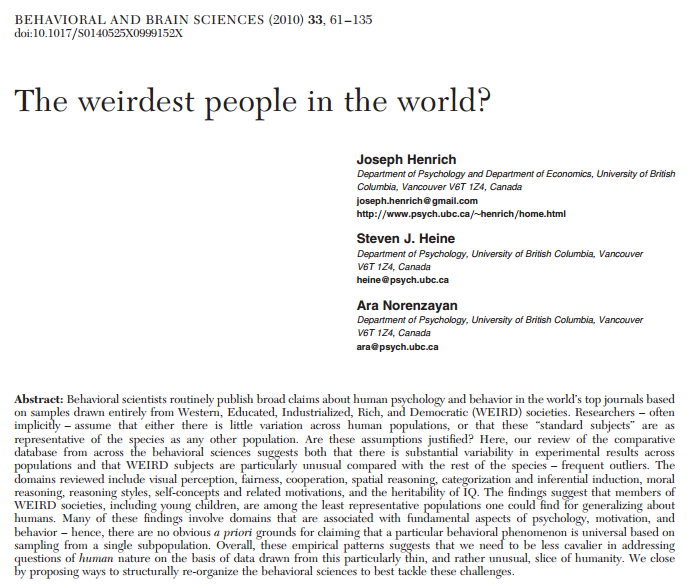 BEHAVIORAL AND BRAIN SCIENCES (2010) 33, 61–135
doi:10.1017/S0140525X0999152X
The weirdest people in the world?
Joseph Henrich
Department of Psychology and Department of Economics, University of British
Columbia, Vancouver V6T 1Z4, Canada
joseph.henrich@gmail.com
http://www.psych.ubc.ca/~henrich/home.html
Steven J. Heine
Department of Psychology, University of British Columbia, Vancouver
V6T 1Z4, Canada
heine@psych.ubc.ca
Ara Norenzayan
Department of Psychology, University of British Columbia, Vancouver
V6T 1Z4, Canada
ara@psych.ubc.ca
Abstract: Behavioral scientists routinely publish broad claims about human psychology and behavior in the world's top journals based
on samples drawn entirely from Western, Educated, Industrialized, Rich, and Democratic (WEIRD) societies. Researchers – often
implicitly – assume that either there is little variation across human populations, or that these “standard subjects” are as
representative of the species as any other population. Are these assumptions justified? Here, our review of the comparative
database from across the behavioral sciences suggests both that there is substantial variability in experimental results across
populations and that WEIRD subjects are particularly unusual compared with the rest of the species – frequent outliers. The
domains reviewed include visual perception, fairness, cooperation, spatial reasoning, categorization and inferential induction, moral
reasoning, reasoning styles, self-concepts and related motivations, and the heritability of IQ. The findings suggest that members of
WEIRD societies, including young children, are among the least representative populations one could find for generalizing about
humans. Many of these findings involve domains that are associated with fundamental aspects of psychology, motivation, and
behavior – hence, there are no obvious a priori grounds for claiming that a particular behavioral phenomenon is universal based on
sampling from a single subpopulation. Overall, these empirical patterns suggests that we need to be less cavalier in addressing
questions of human nature on the basis of data drawn from this particularly thin, and rather unusual, slice of humanity. We close
by proposing ways to structurally re-organize the behavioral sciences to best tackle these challenges.